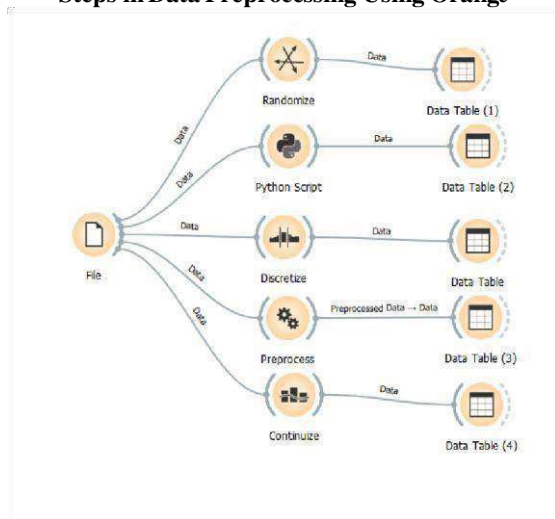 Steps in Data Preprocessing Using Orange
Data
Randomize
Data Table (1)
Data
Data
Python Script
Data Table (2)
Data
Data
Data
File
Discretize
Data Table
Data
Preprocessed Data → Data
Preprocess
Data Table (3)
Data
Data
Continuize
Data Table (4)